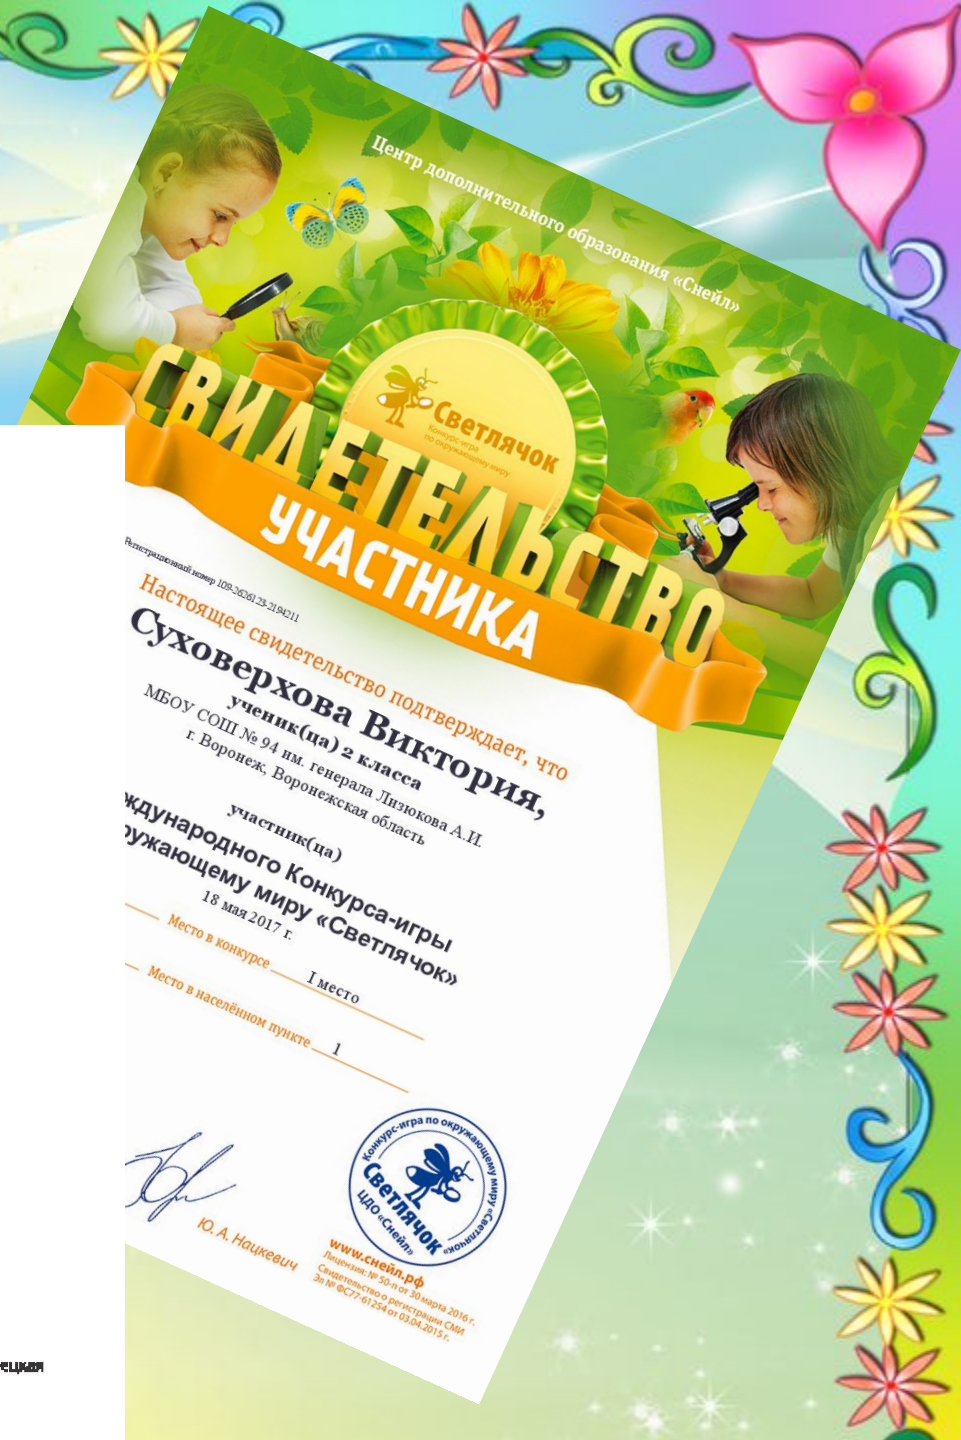 Центр дополнительного образования «Снейл»
Светлячок
Конкурс-игра
по окружающему миру
СВИДЕТЕЛЬСТВО
УЧАСТНИКА
Регистрационный номер 109-2626123-2194211
Настоящее свидетельство подтверждает, что
Суховерхова Виктория,
ученик(ца) 2 класса
МБОУ СОШ № 94 им. генерала Лизюкова А.И.
г. Воронеж, Воронежская область
участник(ца)
ждународного Конкурса-игры
ружающему миру «Светлячок»
18 мая 2017 г.
Место в конкурсе I место
Место в населённом пункте 1
Ю. А. Нацкевич
Конкурс-игра по окружающему миру «Светлячок»
Светлячок
ЦДО «Снейл»
www.снейл.рф
Лицензия: № 50-п от 30 марта 2016 г.
Свидетельство о регистрации СМИ
Эл № ФС77-61254 от 03.04.2015 г.
ецкая